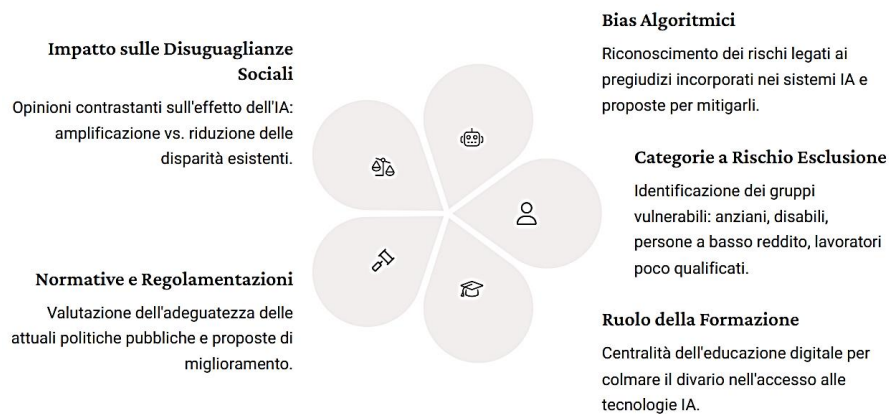 Impatto sulle Disuguaglianze
Sociali
Opinioni contrastanti sull'effetto dell'IA:
amplificazione vs. riduzione delle
disparità esistenti.
Bias Algoritmici
Riconoscimento dei rischi legati ai
pregiudizi incorporati nei sistemi IA e
proposte per mitigarli.
Categorie a Rischio Esclusione
Identificazione dei gruppi
vulnerabili: anziani, disabili,
persone a basso reddito, lavoratori
poco qualificati.
Normative e Regolamentazioni
Valutazione dell'adeguatezza delle
attuali politiche pubbliche e proposte di
miglioramento.
Ruolo della Formazione
Centralità dell'educazione digitale per
colmare il divario nell'accesso alle
tecnologie IA.